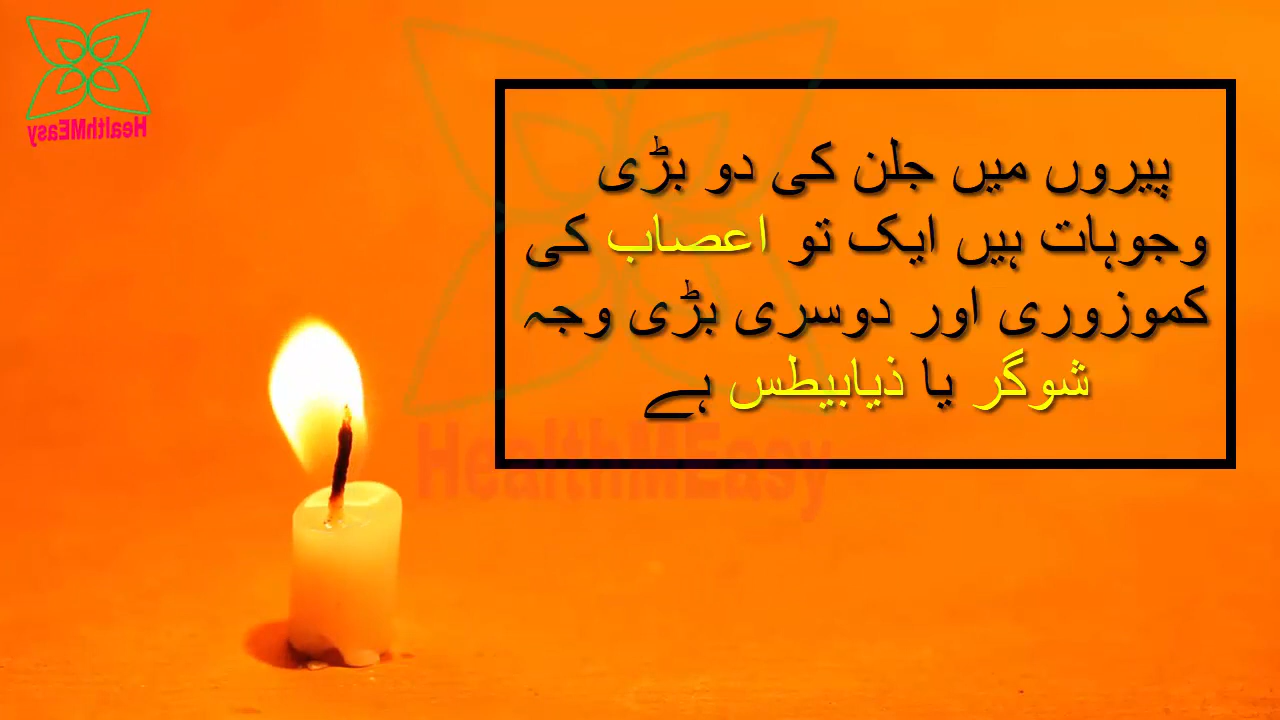 HealthMEasy
پیروں میں جلن کی دو بڑی
وجوہات ہیں ایک تو اعصاب کی
کموزوری اور دوسری بڑی وجہ
شوگر یا ذیابیطس ہے
HealthMEasy